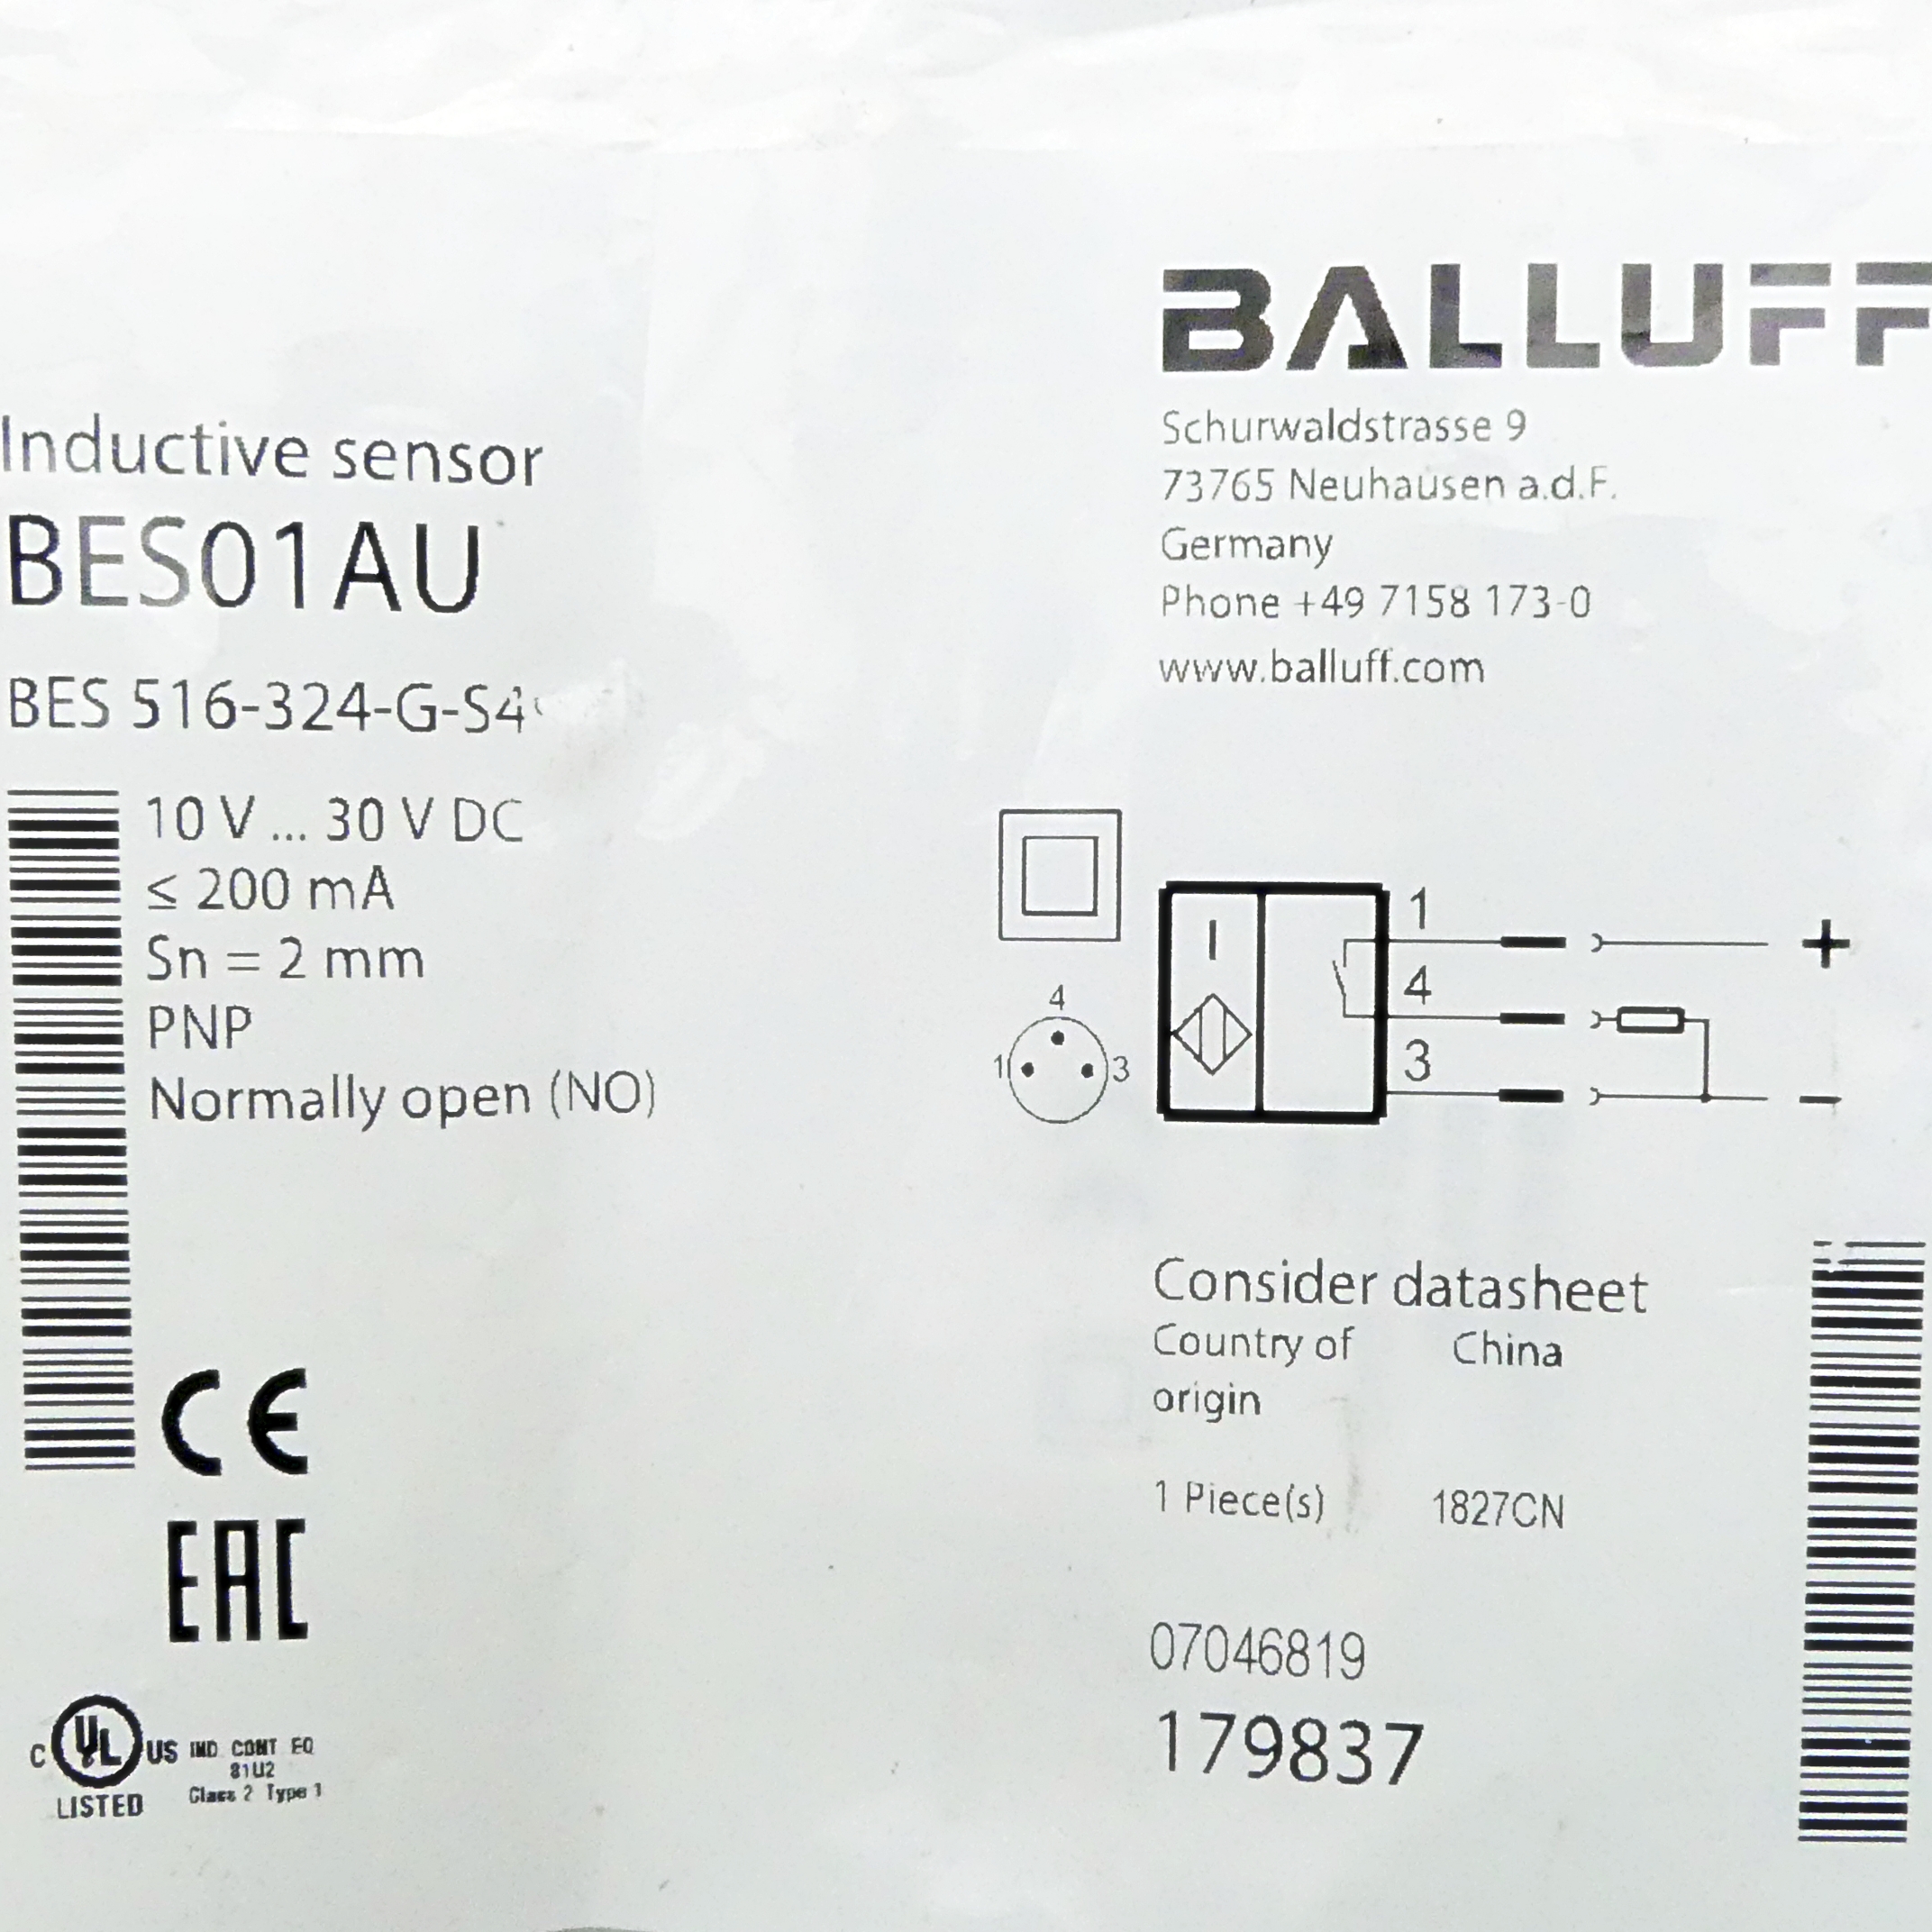 BALLUFF
Schurwaldstrasse 9
73765 Neuhausen a.d.F.
Germany
Phone +49 7158 173-0
www.balluff.com
Inductive sensor
BES01AU
BES 516-324-G-S4
10 V ... 30 V DC
≤ 200 mA
Sn = 2 mm
PNP
Normally open (NO)
1
4
3
+
−
4
1
3
Consider datasheet
Country of China
origin
1 Piece(s) 1827CN
07046819
179837
CE
EAC
C UL US IND CONT EQ
81U2
LISTED Class 2 Type 1